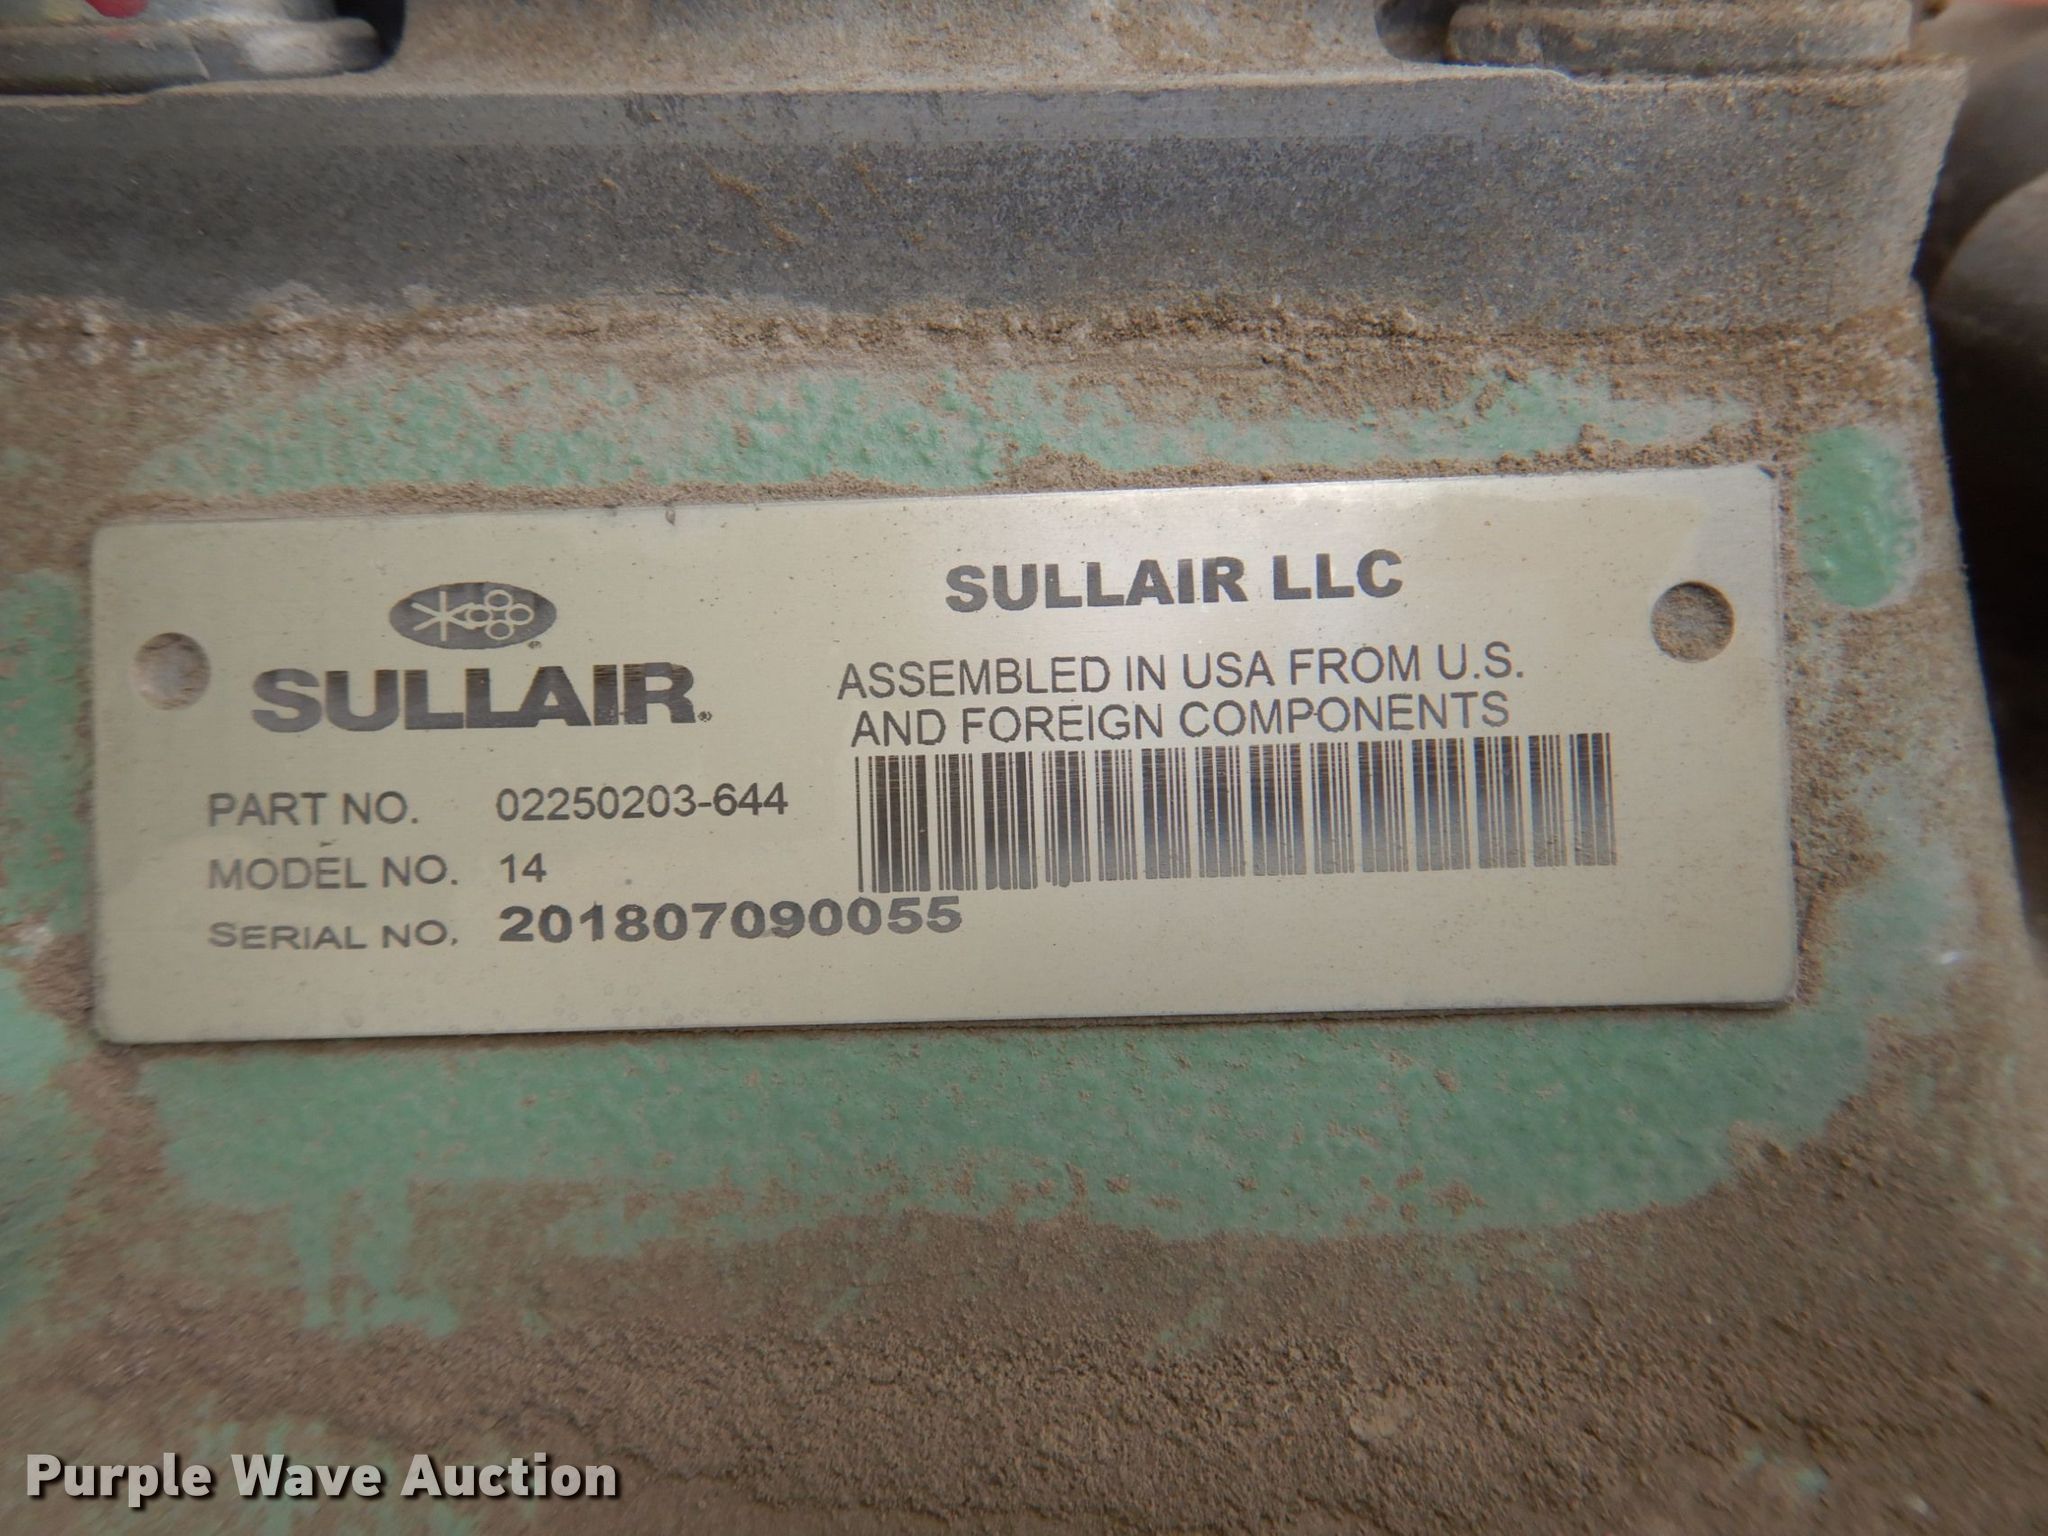 SULLAIR®
SULLAIR LLC
ASSEMBLED IN USA FROM U.S.
AND FOREIGN COMPONENTS
PART NO. 02250203-644
MODEL NO. 14
SERIAL NO. 201807090055
Purple Wave Auction